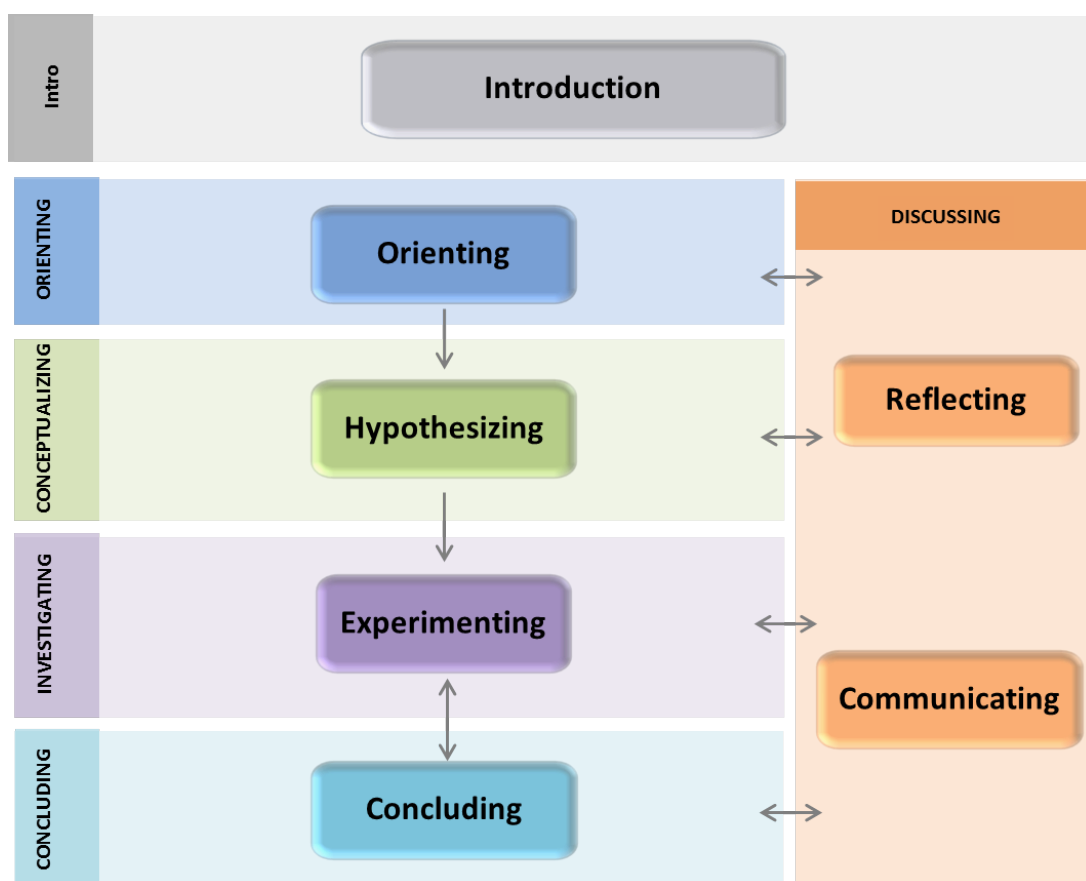 Intro
Introduction
ORIENTING
Orienting
DISCUSSING
CONCEPTUALIZING
Hypothesizing
Reflecting
INVESTIGATING
Experimenting
Communicating
CONCLUDING
Concluding